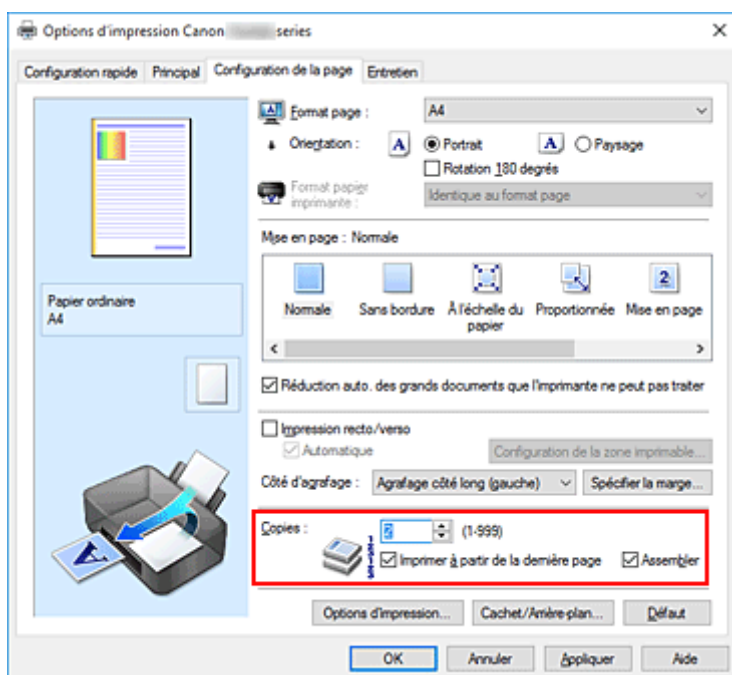 Options d'impression Canon series
Configuration rapide Principal Configuration de la page Entretien
Format page : A4
Orientation : A Portrait A Paysage
Rotation 180 degrés
Format papier imprimante : Identique au format page
Mise en page : Normale
Normale Sans bordure À l'échelle du papier Proportionnée 2 Mise en page
Papier ordinaire
A4
Réduction auto. des grands documents que l'imprimante ne peut pas traiter
Impression recto/verso
Automatique Configuration de la zone imprimable...
Côté d'agrafage : Agrafage côté long (gauche) Spécifier la marge...
Copies : 2 (1-999)
Imprimer à partir de la dernière page Assembler
A
Options d'impression... Cachet/Arrière-plan... Défaut
OK Annuler Appliquer Aide